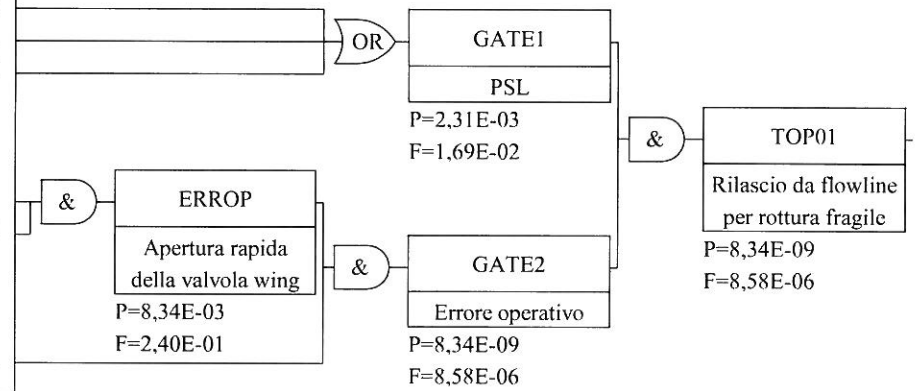 OR
GATE1
PSL
P=2,31E-03
F=1,69E-02
&
TOP01
Rilascio da flowline
per rottura fragile
P=8,34E-09
F=8,58E-06
&
ERROP
Apertura rapida
della valvola wing
P=8,34E-03
F=2,40E-01
&
GATE2
Errore operativo
P=8,34E-09
F=8,58E-06